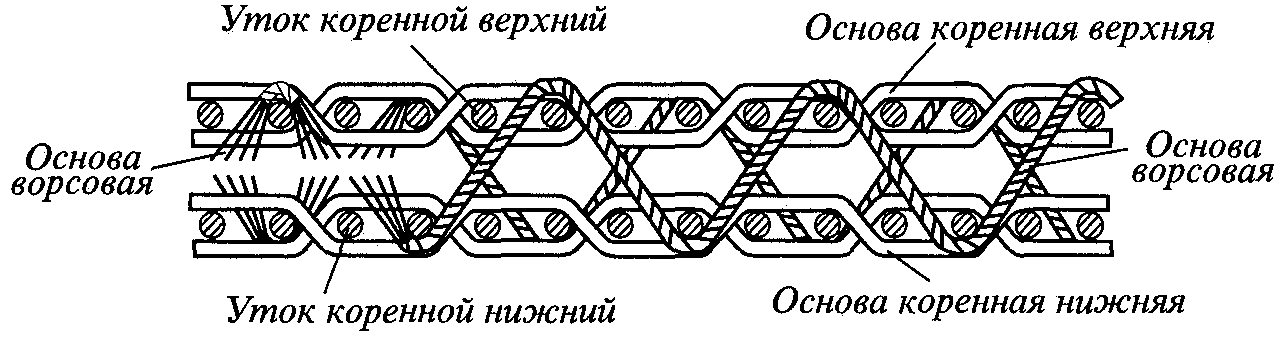 Уток коренной верхний
Основа коренная верхняя
Основа
ворсовая
Основа
ворсовая
Уток коренной нижний
Основа коренная нижняя